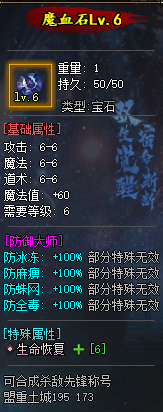 魔血石Lv.6
重量: 1
持久: 50/50
lv.6
类型:宝石
[基础属性]
攻击: 6-6
魔法: 6-6
道术: 6-6
魔法值: +60
需要等级: 6
[防御大师]
防冰冻: +100% 部分特殊无效
防麻痹: +100% 部分特殊无效
防蛛网: +100% 部分特殊无效
防全毒: +100% 部分特殊无效
[特殊属性]
• 生命恢复 + [6]
可合成杀敌先锋称号
盟重土城195 173